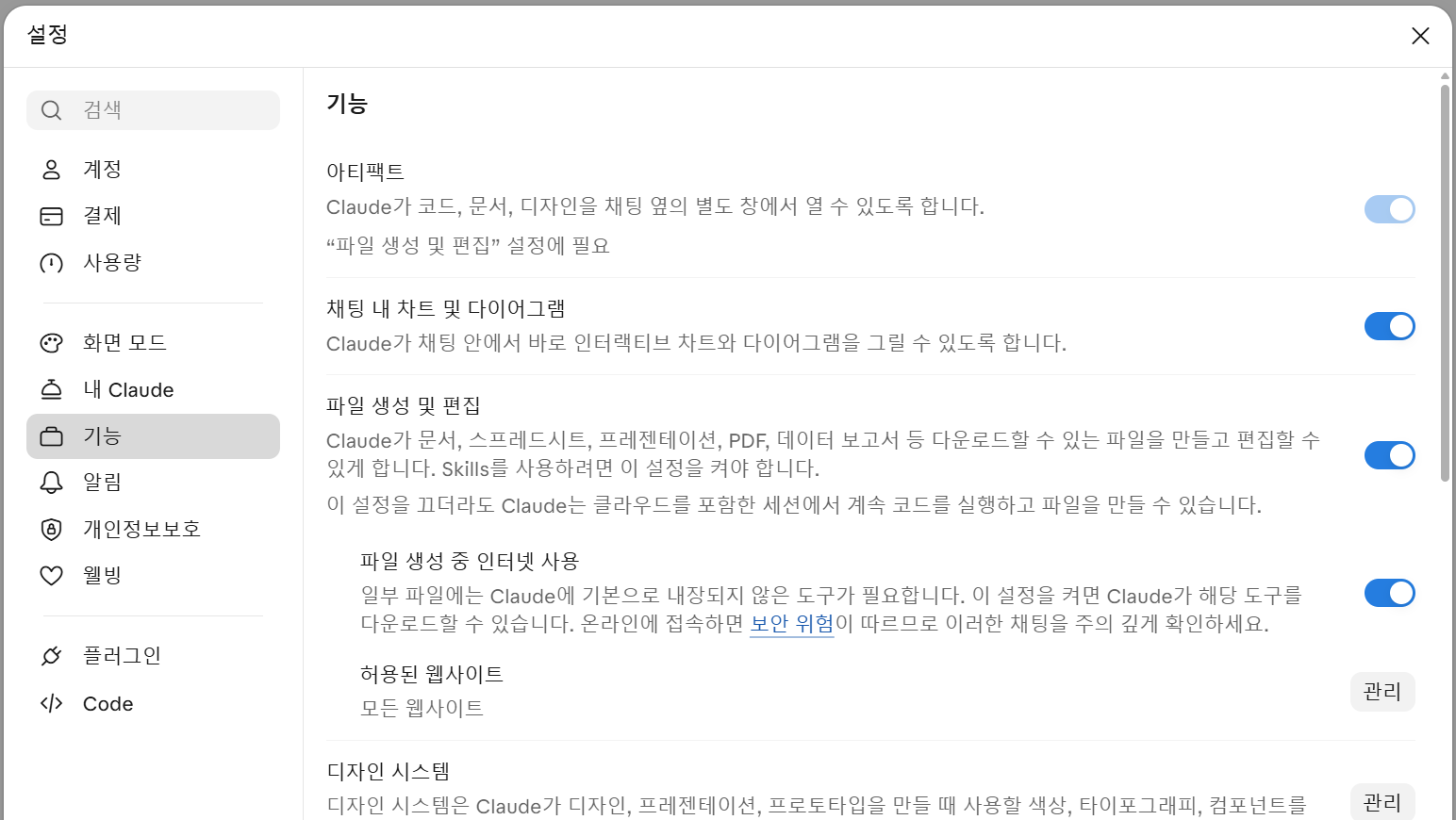 설정
검색
계정
결제
사용량
화면 모드
내 Claude
기능
알림
개인정보보호
웰빙
플러그인
Code
기능
아티팩트
Claude가 코드, 문서, 디자인을 채팅 옆의 별도 창에서 열 수 있도록 합니다.
“파일 생성 및 편집” 설정에 필요
채팅 내 차트 및 다이어그램
Claude가 채팅 안에서 바로 인터랙티브 차트와 다이어그램을 그릴 수 있도록 합니다.
파일 생성 및 편집
Claude가 문서, 스프레드시트, 프레젠테이션, PDF, 데이터 보고서 등 다운로드할 수 있는 파일을 만들고 편집할 수
있게 합니다. Skills를 사용하려면 이 설정을 켜야 합니다.
이 설정을 끄더라도 Claude는 클라우드를 포함한 세션에서 계속 코드를 실행하고 파일을 만들 수 있습니다.
파일 생성 중 인터넷 사용
일부 파일에는 Claude에 기본으로 내장되지 않은 도구가 필요합니다. 이 설정을 켜면 Claude가 해당 도구를
다운로드할 수 있습니다. 온라인에 접속하면 보안 위험이 따르므로 이러한 채팅을 주의 깊게 확인하세요.
허용된 웹사이트
모든 웹사이트
관리
디자인 시스템
디자인 시스템은 Claude가 디자인, 프레젠테이션, 프로토타입을 만들 때 사용할 색상, 타이포그래피, 컴포넌트를
관리